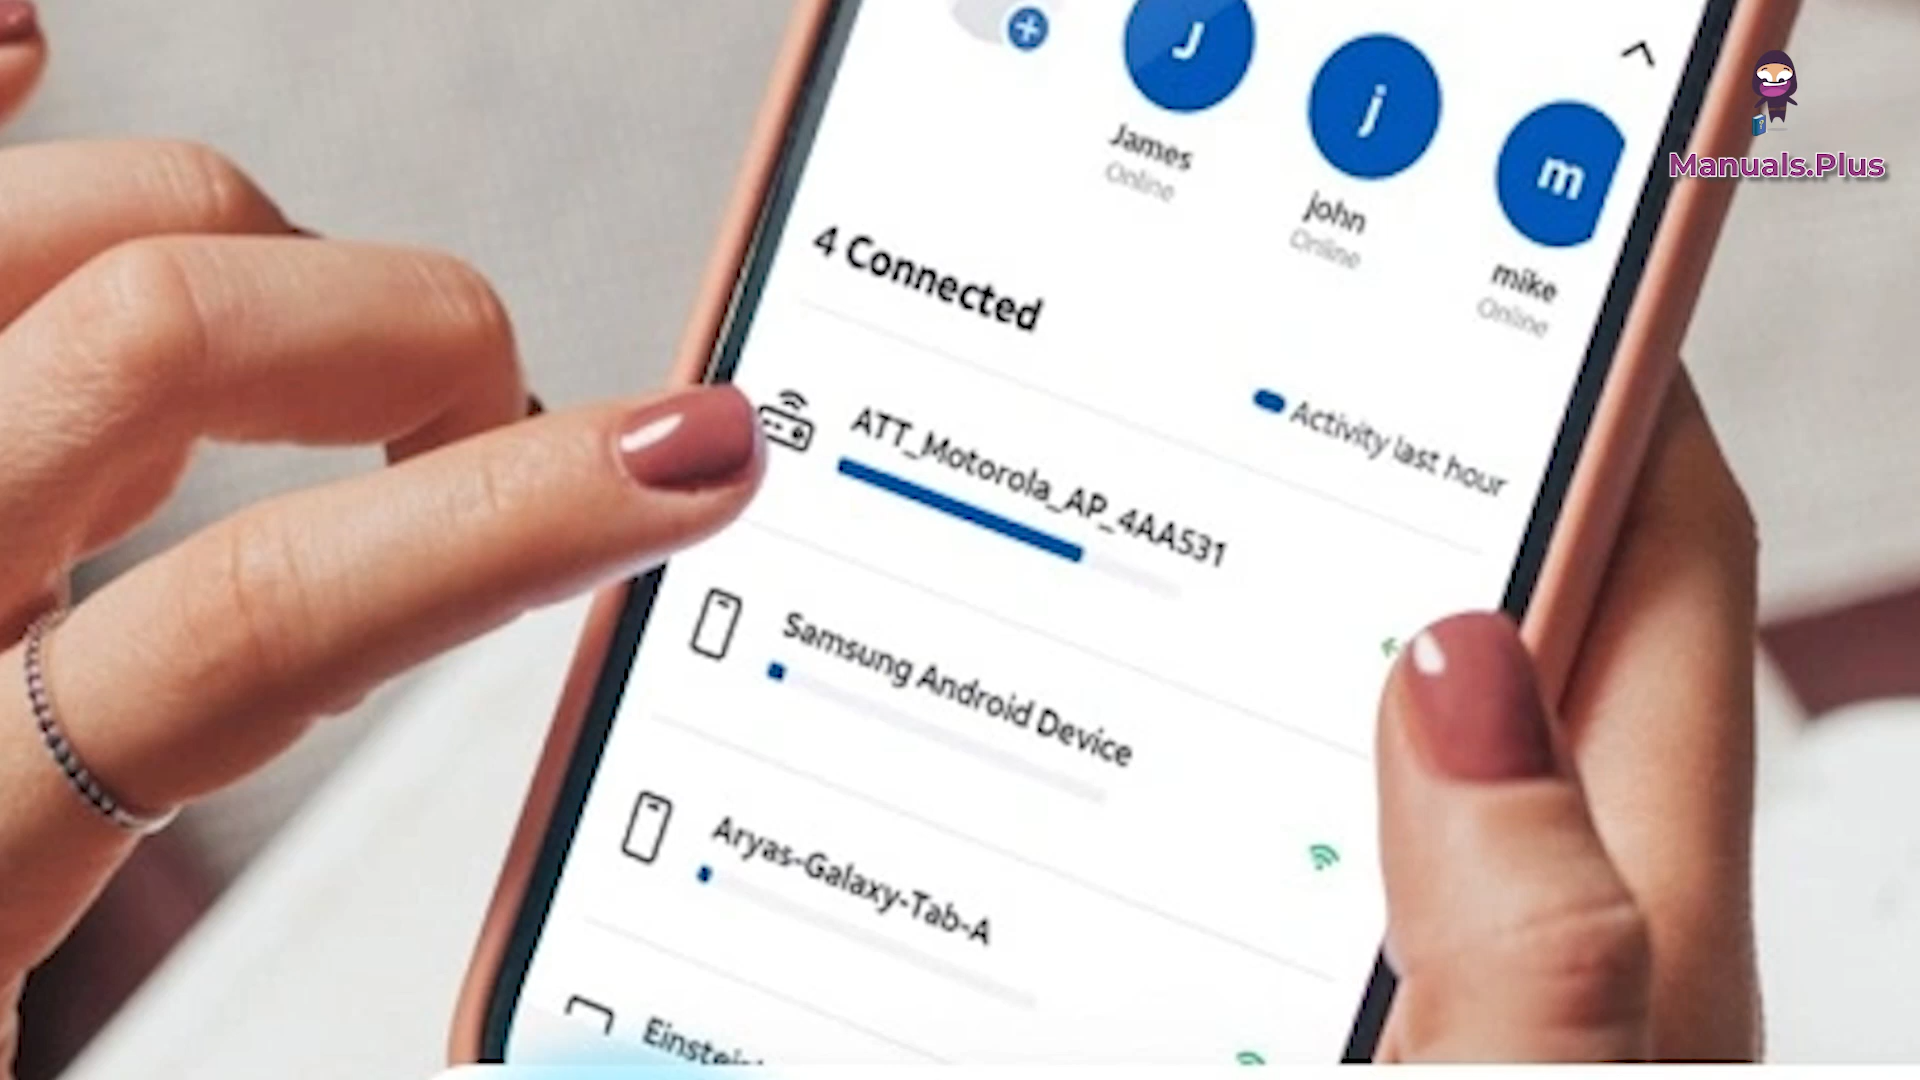 J
j
m
James
Online
john
Online
mike
Online
Manuals.Plus
4 Connected
Activity last hour
ATT_Motorola_AP_4AA531
Samsung Android Device
Aryas-Galaxy-Tab-A